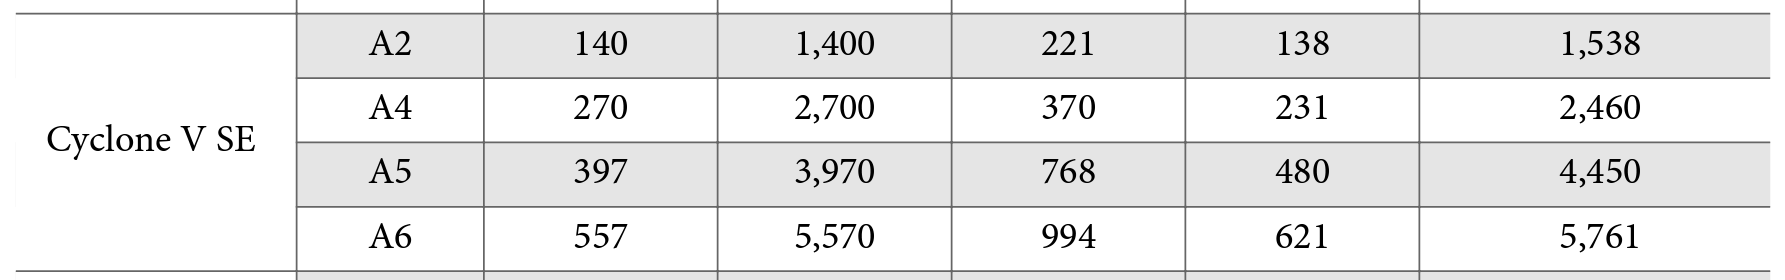 A2 140 1,400 221 138 1,538
A4 270 2,700 370 231 2,460
Cyclone V SE
A5 397 3,970 768 480 4,450
A6 557 5,570 994 621 5,761